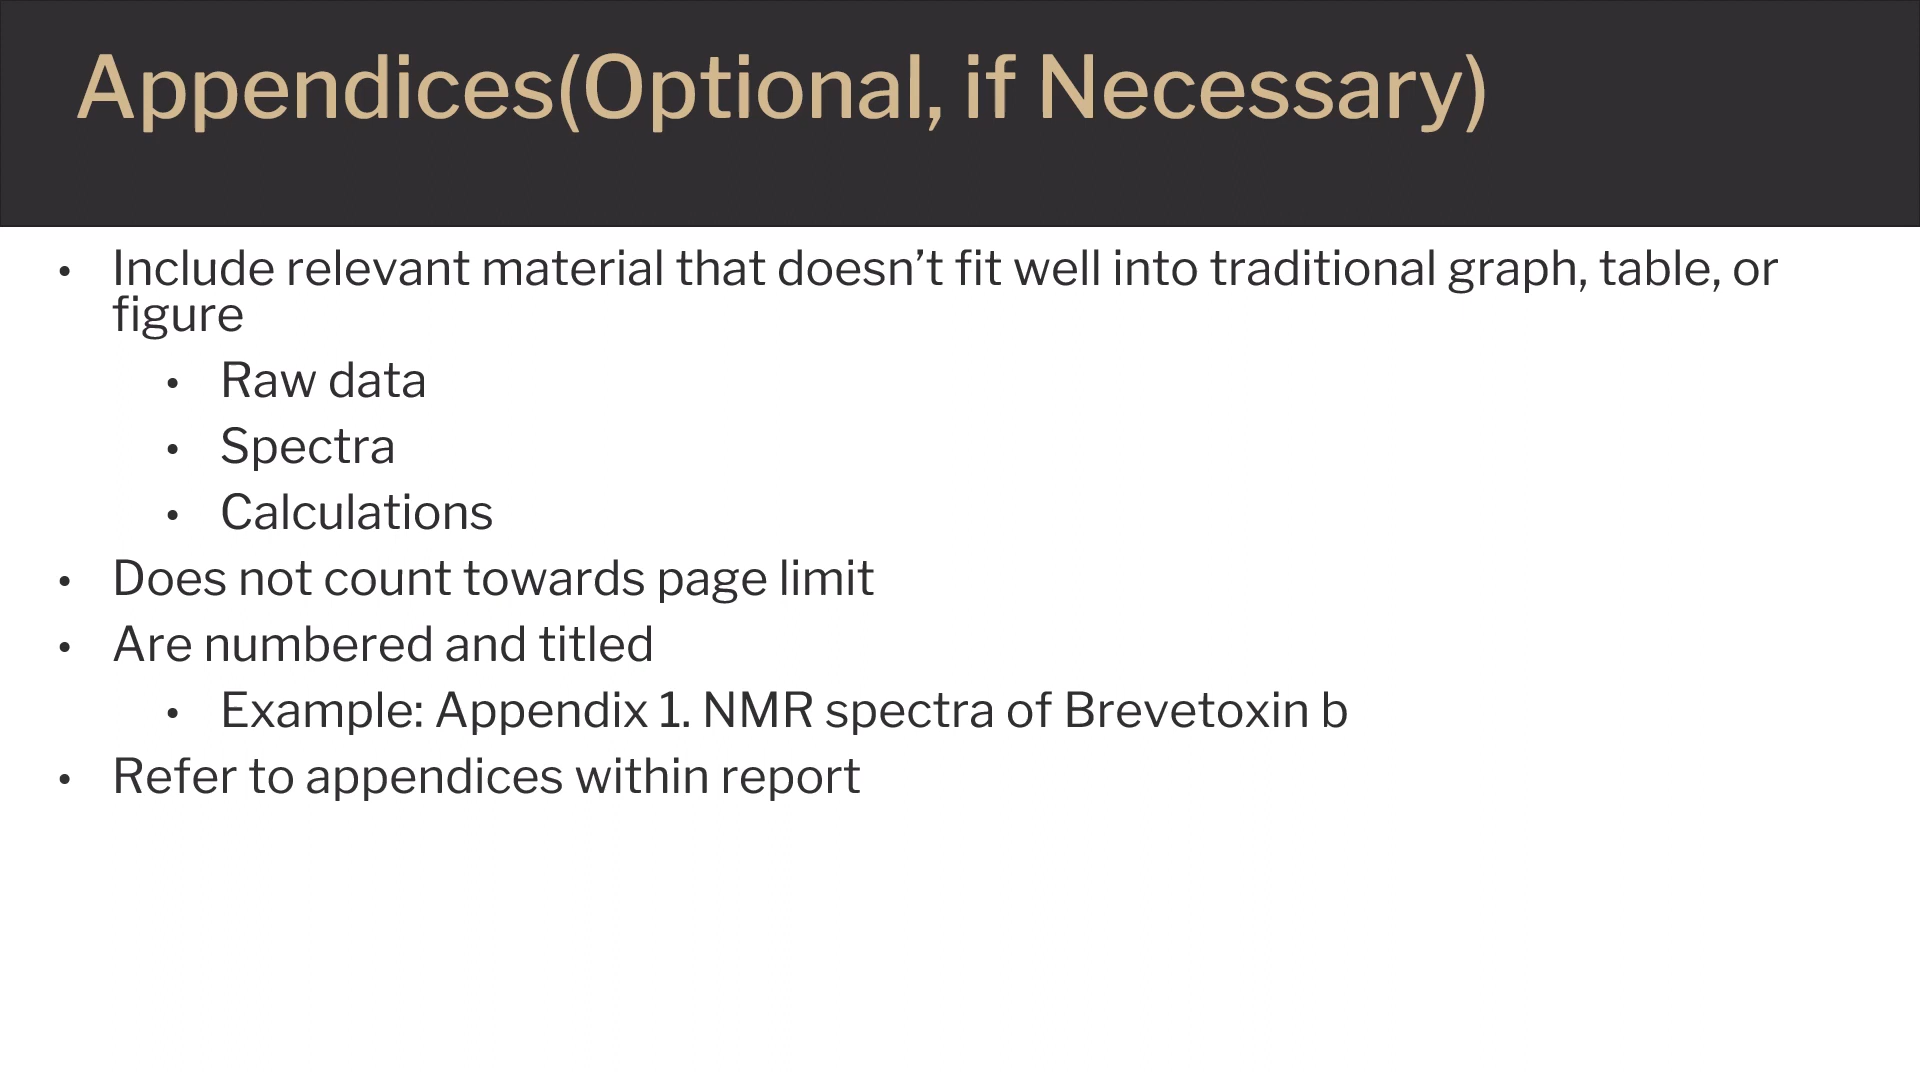 Appendices(Optional, if Necessary)
• Include relevant material that doesn’t fit well into traditional graph, table, or
figure
• Raw data
• Spectra
• Calculations
• Does not count towards page limit
• Are numbered and titled
• Example: Appendix 1. NMR spectra of Brevetoxin b
• Refer to appendices within report